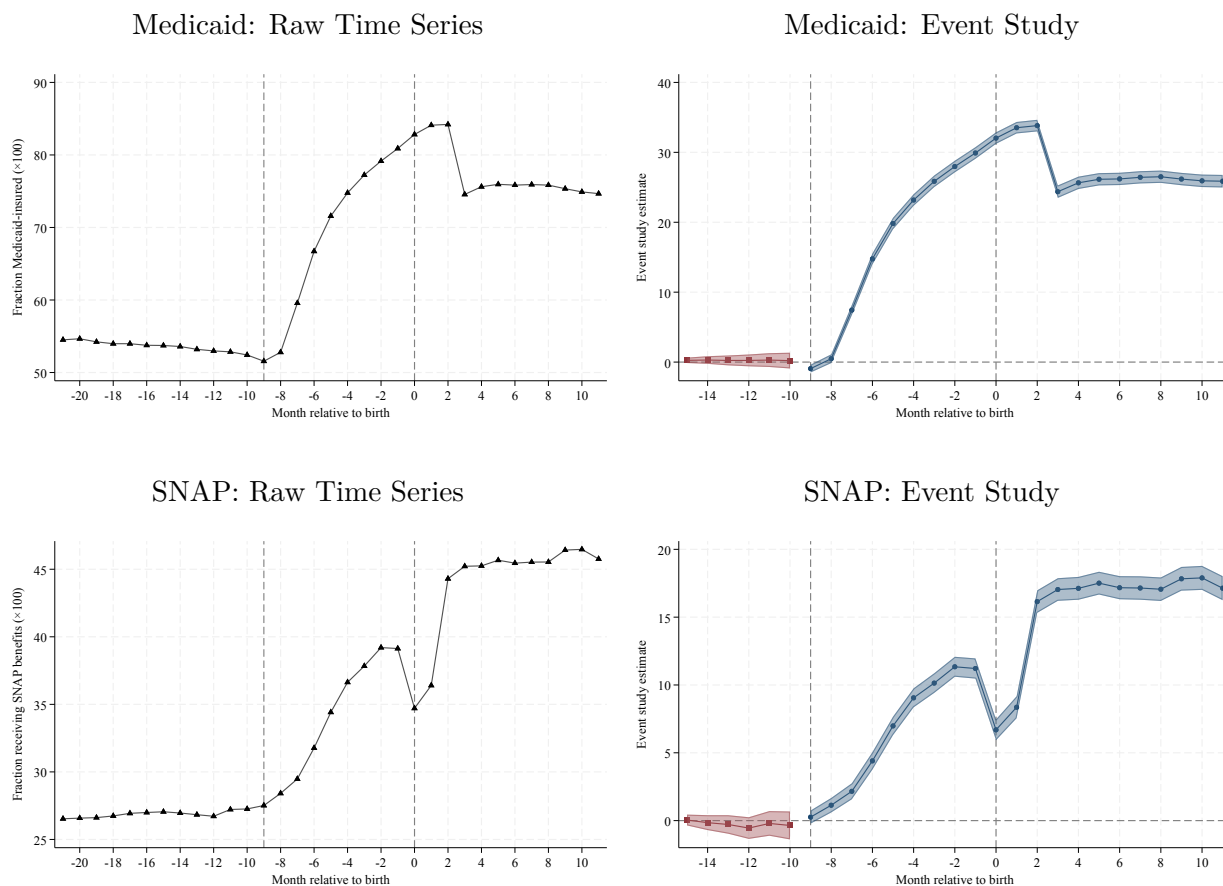 Medicaid: Raw Time Series
Fraction Medicaid-insured (×100)
90
80
70
60
50
-20 -18 -16 -14 -12 -10 -8 -6 -4 -2 0 2 4 6 8 10
Month relative to birth
Medicaid: Event Study
Event study estimate
40
30
20
10
0
-14 -12 -10 -8 -6 -4 -2 0 2 4 6 8 10
Month relative to birth
SNAP: Raw Time Series
Fraction receiving SNAP benefits (×100)
45
40
35
30
25
-20 -18 -16 -14 -12 -10 -8 -6 -4 -2 0 2 4 6 8 10
Month relative to birth
SNAP: Event Study
Event study estimate
20
15
10
5
0
-14 -12 -10 -8 -6 -4 -2 0 2 4 6 8 10
Month relative to birth